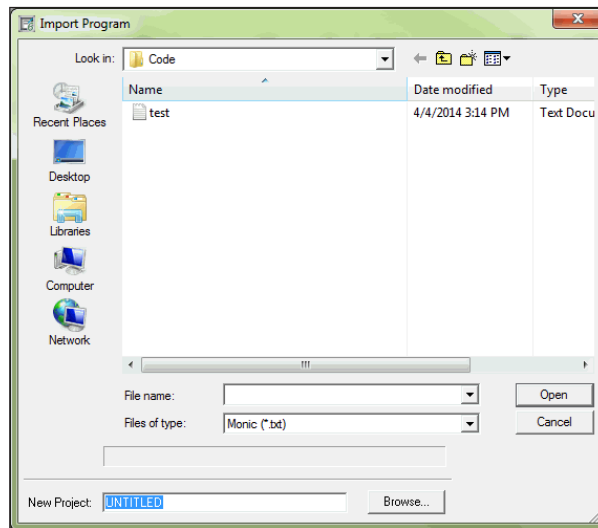 Import Program
Look in: Code
Name Date modified Type
test 4/4/2014 3:14 PM Text Docu
Recent Places
Desktop
Libraries
Computer
Network
File name: Open
Files of type: Monic (*.txt) Cancel
New Project: UNTITLED Browse...